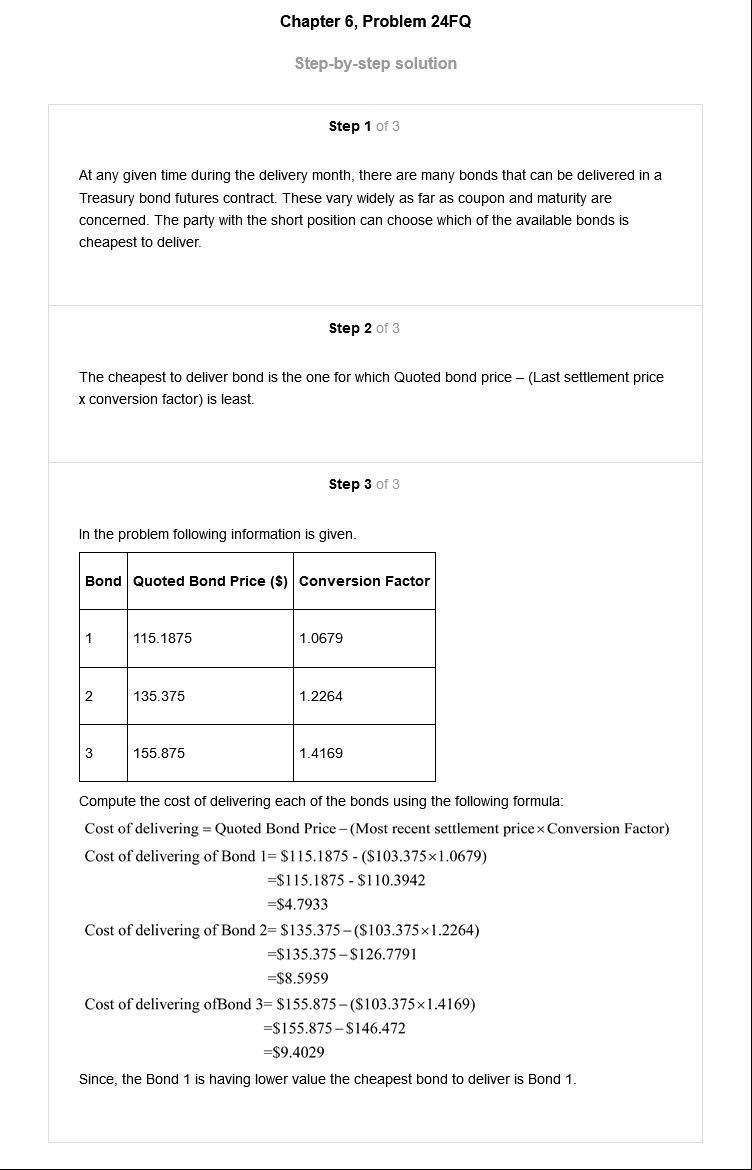 Chapter 6, Problem 24FQ
Step-by-step solution
Step 1 of 3
At any given time during the delivery month, there are many bonds that can be delivered in a
Treasury bond futures contract. These vary widely as far as coupon and maturity are
concerned. The party with the short position can choose which of the available bonds is
cheapest to deliver.
Step 2 of 3
The cheapest to deliver bond is the one for which Quoted bond price – (Last settlement price
x conversion factor) is least.
Step 3 of 3
In the problem following information is given.
Bond Quoted Bond Price ($) Conversion Factor
1 115.1875 1.0679
2 135.375 1.2264
3 155.875 1.4169
Compute the cost of delivering each of the bonds using the following formula:
Cost of delivering = Quoted Bond Price – (Most recent settlement price×Conversion Factor)
Cost of delivering of Bond 1= $115.1875 - ($103.375×1.0679)
=$115.1875 - $110.3942
=$4.7933
Cost of delivering of Bond 2= $135.375–($103.375×1.2264)
=$135.375–$126.7791
=$8.5959
Cost of delivering ofBond 3= $155.875–($103.375×1.4169)
=$155.875–$146.472
=$9.4029
Since, the Bond 1 is having lower value the cheapest bond to deliver is Bond 1.